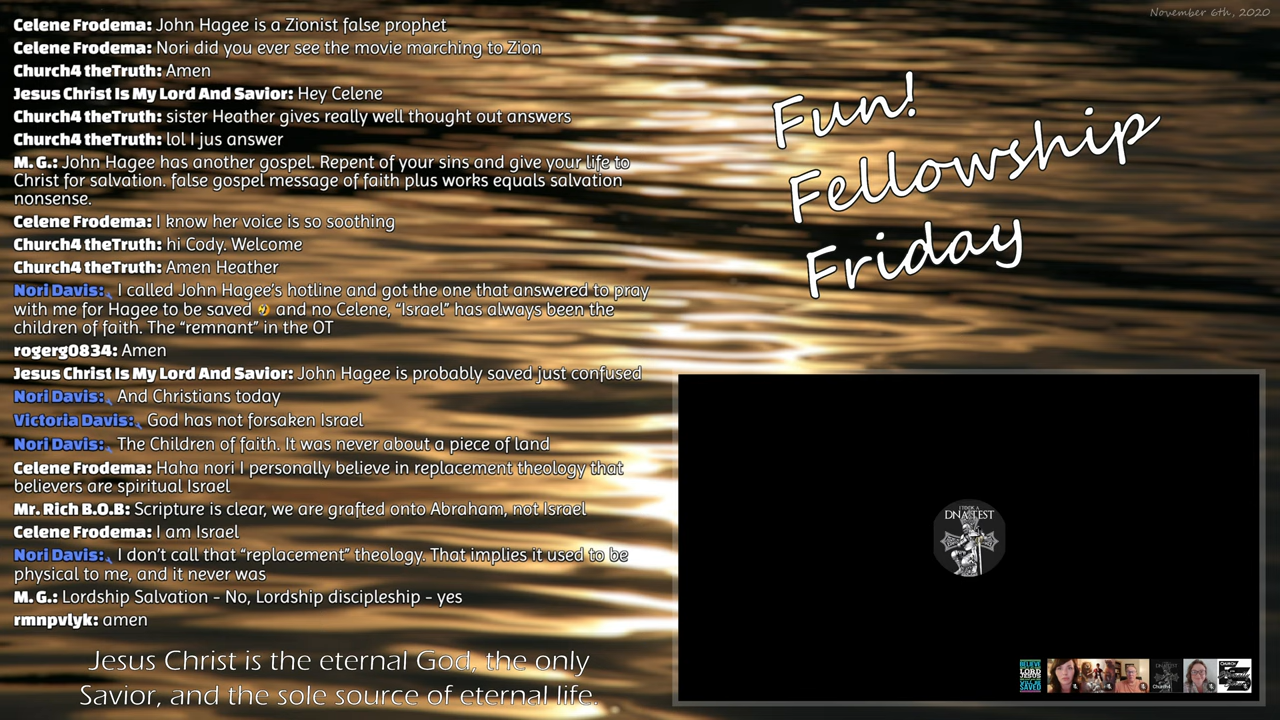 November 6th, 2020
Celene Frodema: John Hagee is a Zionist false prophet
Celene Frodema: Nori did you ever see the movie marching to Zion
Church4 theTruth: Amen
Jesus Christ Is My Lord And Savior: Hey Celene
Church4 theTruth: sister Heather gives really well thought out answers
Church4 theTruth: lol I jus answer
M. G.: John Hagee has another gospel. Repent of your sins and give your life to
Christ for salvation. false gospel message of faith plus works equals salvation
nonsense.
Celene Frodema: I know her voice is so soothing
Church4 theTruth: hi Cody. Welcome
Church4 theTruth: Amen Heather
Nori Davis: I called John Hagee's hotline and got the one that answered to pray
with me for Hagee to be saved 🤣 and no Celene, "Israel" has always been the
children of faith. The "remnant" in the OT
rogerg0834: Amen
Jesus Christ Is My Lord And Savior: John Hagee is probably saved just confused
Nori Davis: And Christians today
Victoria Davis: God has not forsaken Israel
Nori Davis: The Children of faith. It was never about a piece of land
Celene Frodema: Haha nori I personally believe in replacement theology that
believers are spiritual Israel
Mr. Rich B.O.B: Scripture is clear, we are grafted onto Abraham, not Israel
Celene Frodema: I am Israel
Nori Davis: I don't call that "replacement" theology. That implies it used to be
physical to me, and it never was
M. G.: Lordship Salvation - No, Lordship discipleship - yes
rmnpvlyk: amen
Jesus Christ is the eternal God, the only
Savior, and the sole source of eternal life.
Fun!
Fellowship
Friday
I TOOK A
DNA TEST
BELIEVE
LORD
JESUS
SAVED
Church4